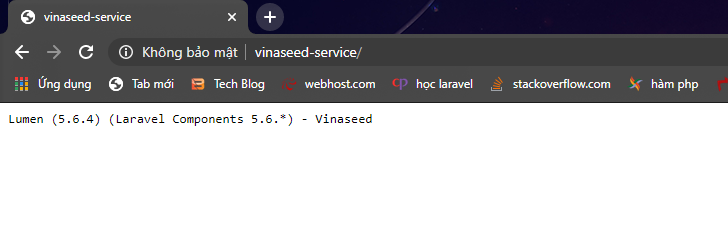 vinaseed-service
Không bảo mật vinaseed-service/
Ứng dụng Tab mới Tech Blog webhost.com học laravel stackoverflow.com hàm php
Lumen (5.6.4) (Laravel Components 5.6.*) - Vinaseed